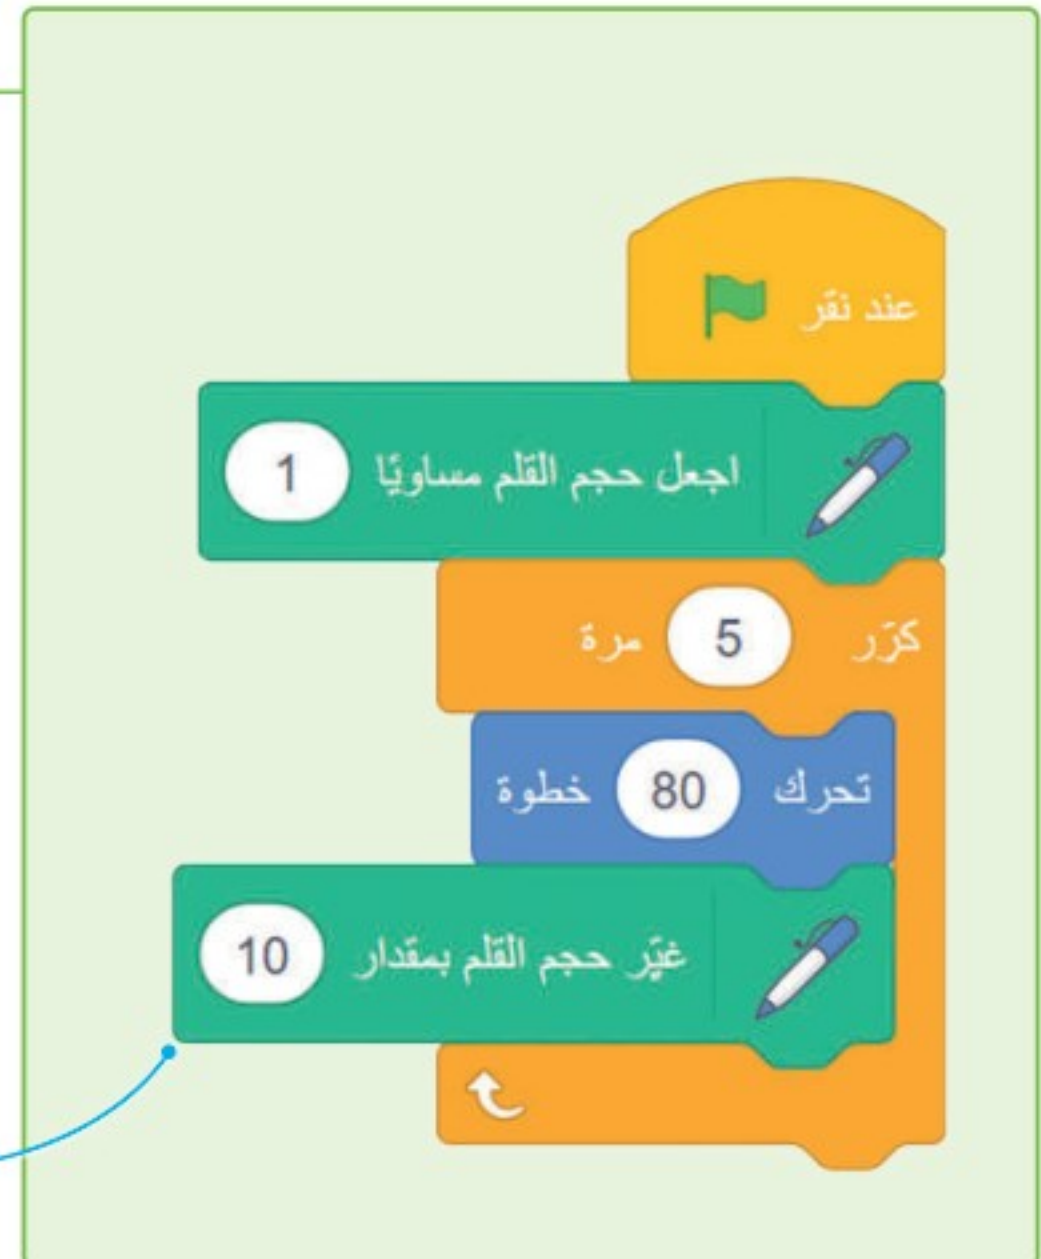 عند نقر
اجعل حجم القلم مساويًا 1
كرّر 5 مرة
تحرك 80 خطوة
غيّر حجم القلم بمقدار 10